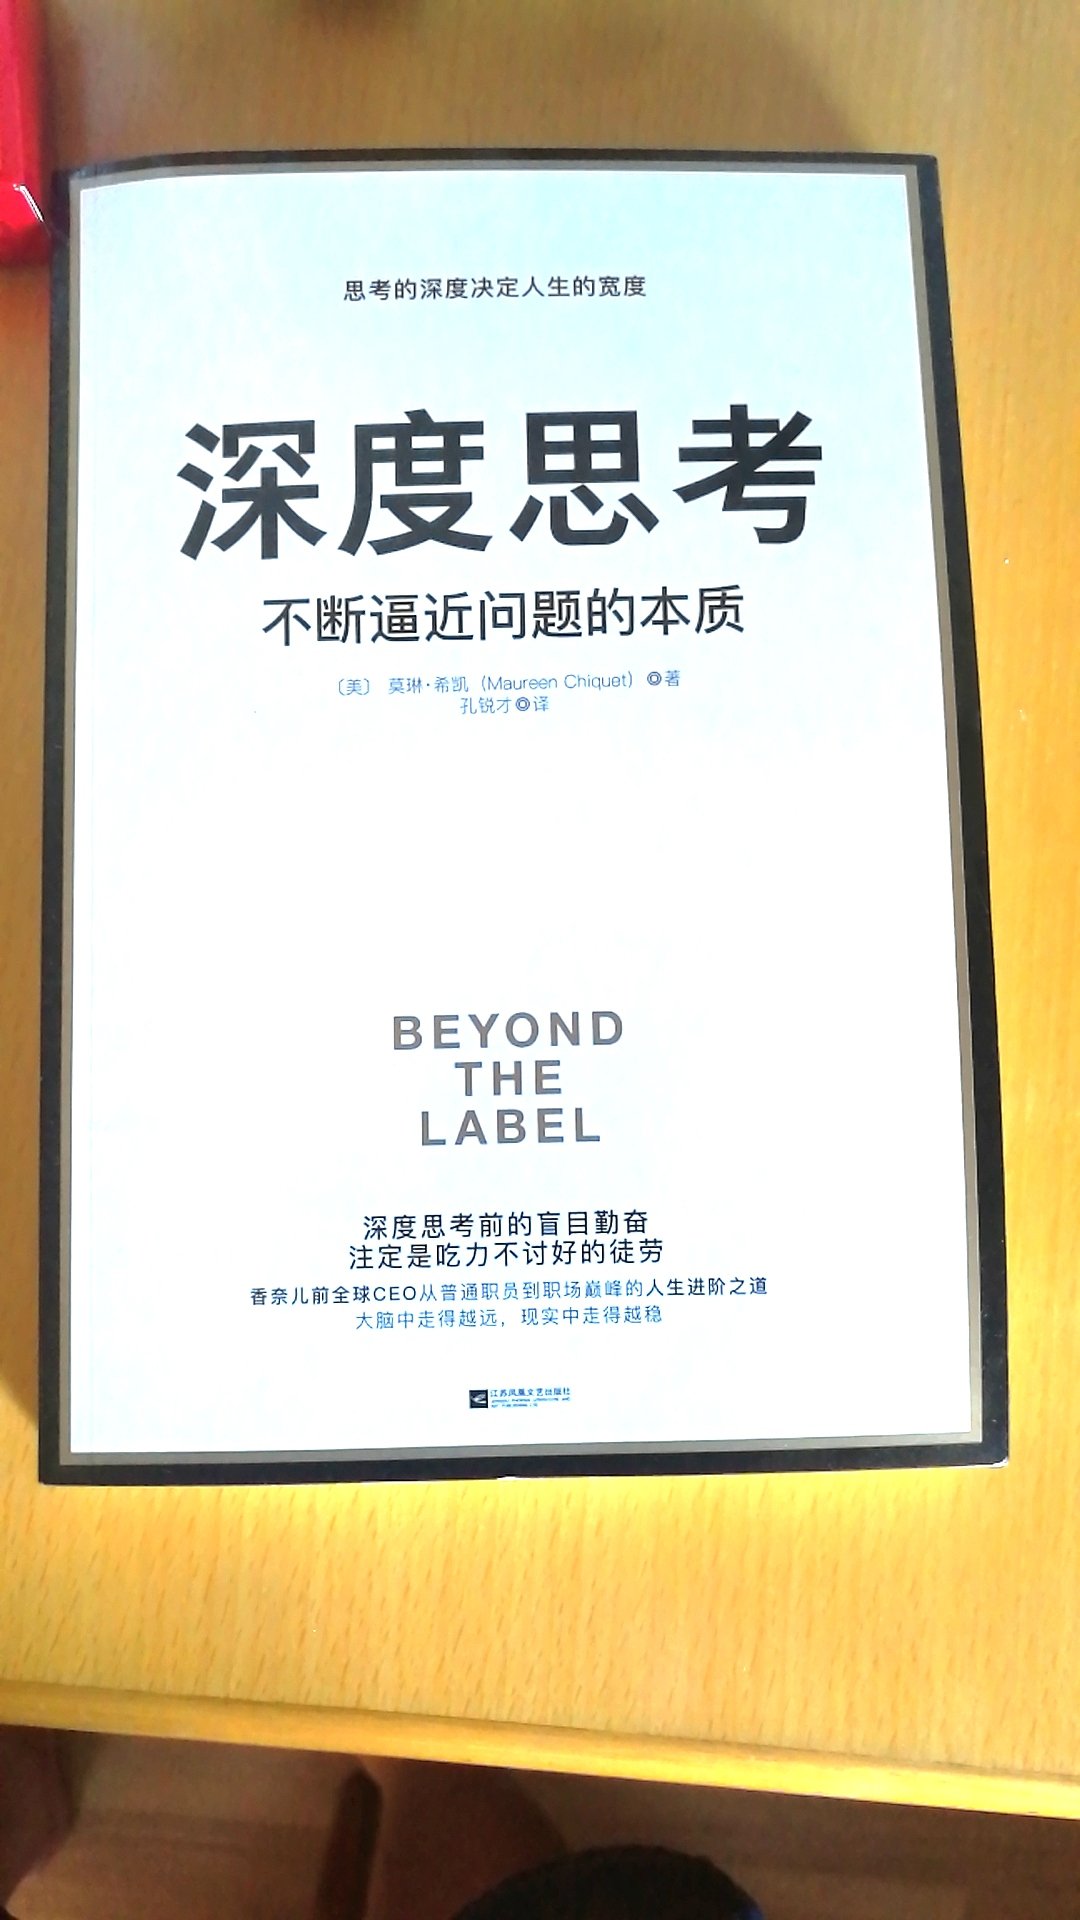 思考的深度决定人生的宽度
深度思考
不断逼近问题的本质
〔美〕 莫琳·希凯（Maureen Chiquet）◎著
孔锐才◎译
BEYOND
THE
LABEL
深度思考前的盲目勤奋
注定是吃力不讨好的徒劳
香奈儿前全球CEO从普通职员到职场巅峰的人生进阶之道
大脑中走得越远，现实中走得越稳
江苏凤凰文艺出版社